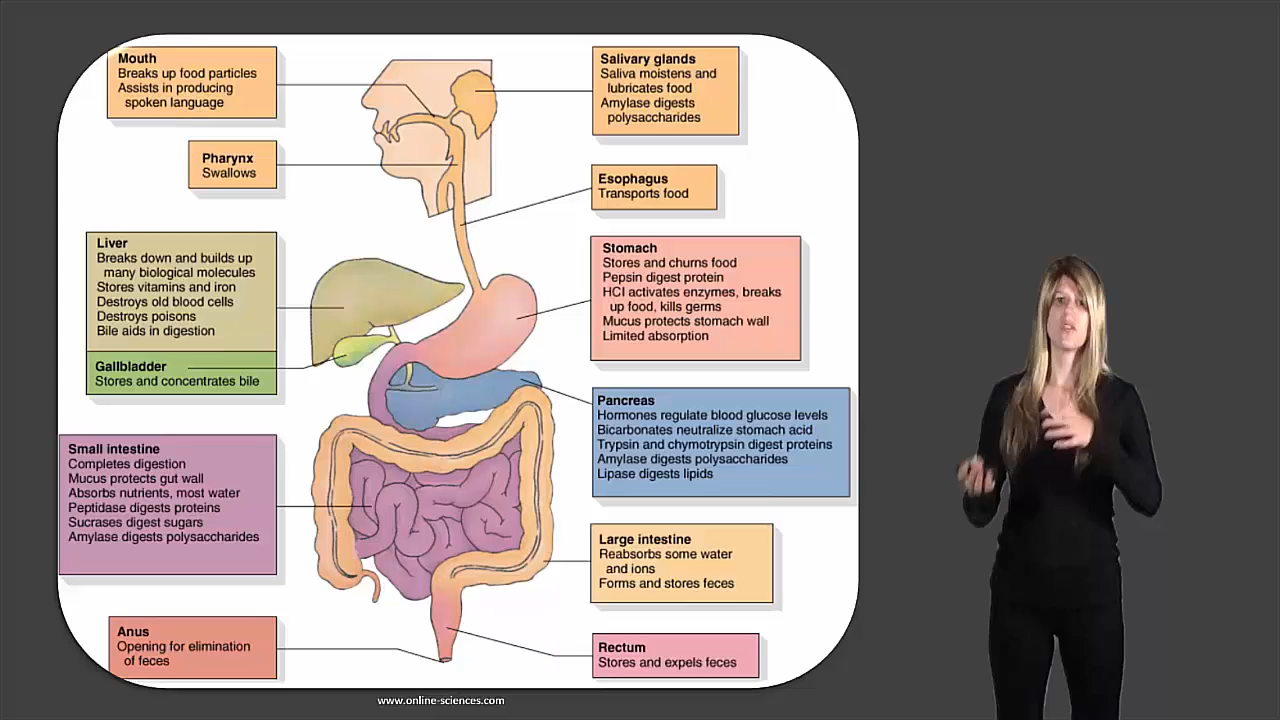 Mouth
Breaks up food particles
Assists in producing
spoken language
Salivary glands
Saliva moistens and
lubricates food
Amylase digests
polysaccharides
Pharynx
Swallows
Esophagus
Transports food
Liver
Breaks down and builds up
many biological molecules
Stores vitamins and iron
Destroys old blood cells
Destroys poisons
Bile aids in digestion
Gallbladder
Stores and concentrates bile
Stomach
Stores and churns food
Pepsin digest protein
HCl activates enzymes, breaks
up food, kills germs
Mucus protects stomach wall
Limited absorption
Pancreas
Hormones regulate blood glucose levels
Bicarbonates neutralize stomach acid
Trypsin and chymotrypsin digest proteins
Amylase digests polysaccharides
Lipase digests lipids
Small intestine
Completes digestion
Mucus protects gut wall
Absorbs nutrients, most water
Peptidase digests proteins
Sucrases digest sugars
Amylase digests polysaccharides
Large intestine
Reabsorbs some water
and ions
Forms and stores feces
Anus
Opening for elimination
of feces
Rectum
Stores and expels feces
www.online-sciences.com